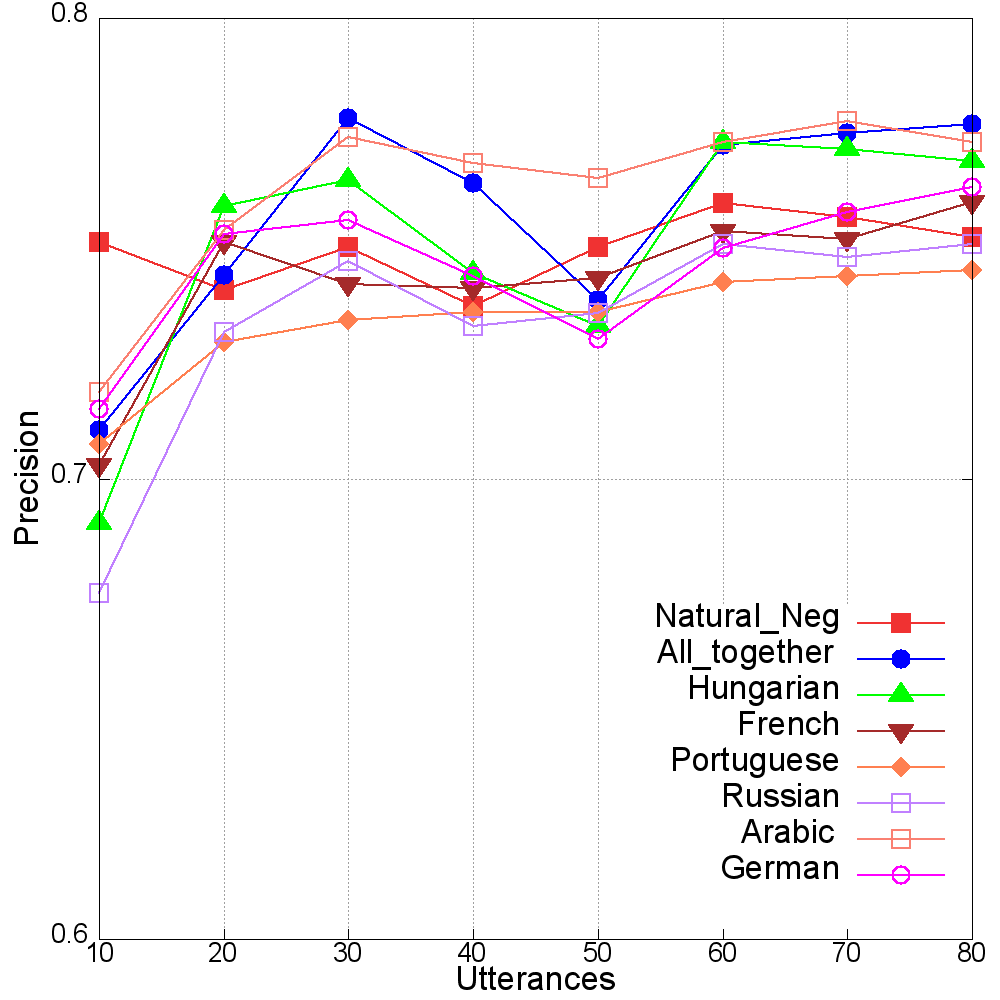 0.8
0.7
0.6
Precision
10 20 30 40 50 60 70 80
Utterances
Natural_Neg
All_together
Hungarian
French
Portuguese
Russian
Arabic
German